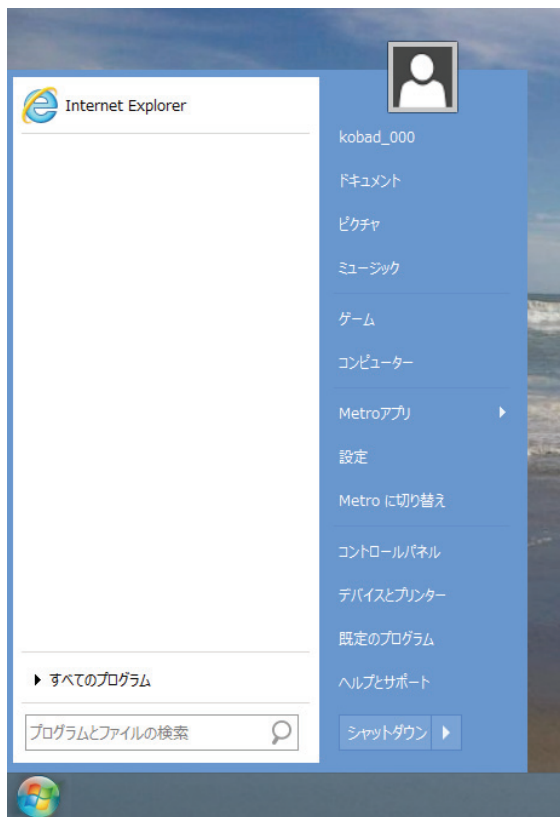 Internet Explorer
すべてのプログラム
プログラムとファイルの検索
kobad_000
ドキュメント
ピクチャ
ミュージック
ゲーム
コンピューター
Metroアプリ
設定
Metro に切り替え
コントロールパネル
デバイスとプリンター
既定のプログラム
ヘルプとサポート
シャットダウン